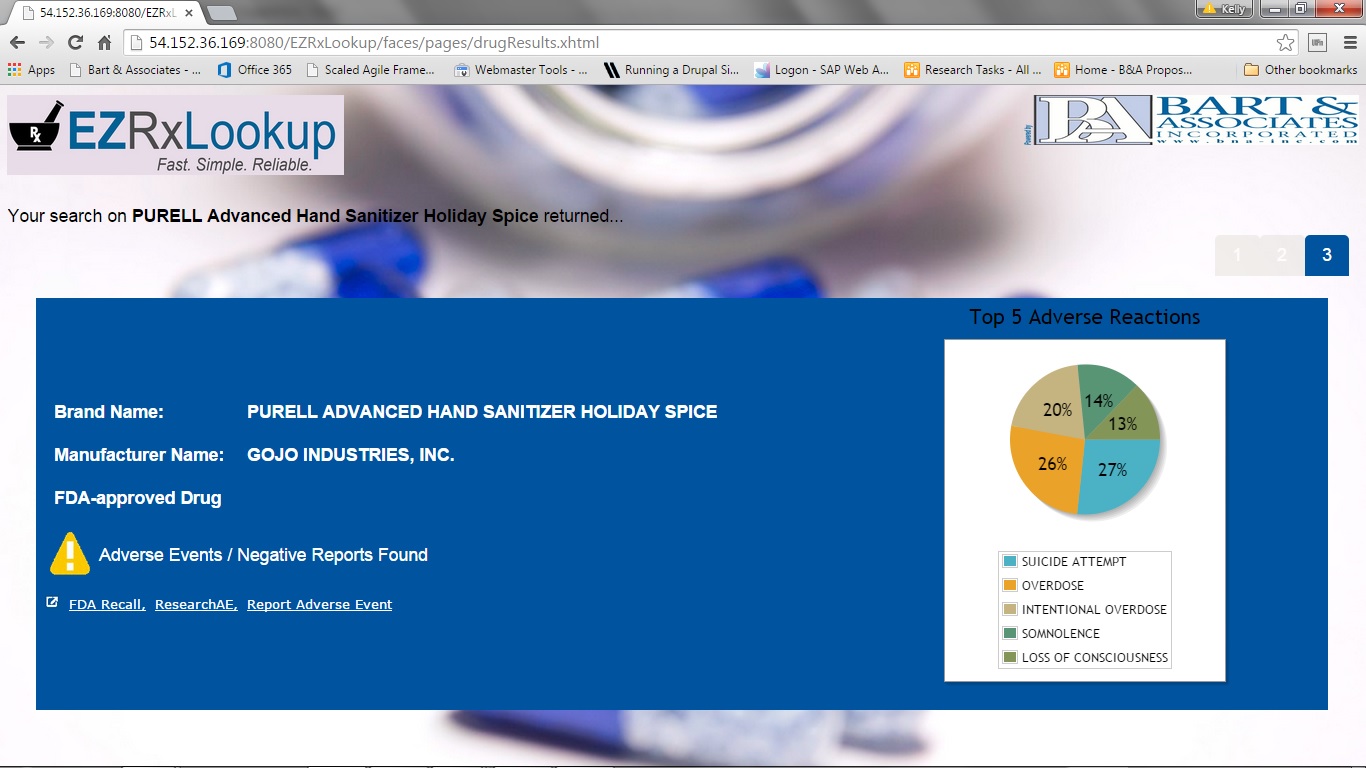 54.152.36.169:8080/EZRxL
Kelly
54.152.36.169:8080/EZRxLookup/faces/pages/drugResults.xhtml
Apps Bart & Associates - ... Office 365 Scaled Agile Frame... Webmaster Tools - ... Running a Drupal Si... Logon - SAP Web A... Research Tasks - All ... Home - B&A Propos... Other bookmarks
Rx
EZRxLookup
Fast. Simple. Reliable.
Powered by
B&A
BART &
ASSOCIATES
INCORPORATED
www.bna-inc.com
Your search on PURELL Advanced Hand Sanitizer Holiday Spice returned...
1 2 3
Top 5 Adverse Reactions
14%
20%
13%
26%
27%
Brand Name: PURELL ADVANCED HAND SANITIZER HOLIDAY SPICE
Manufacturer Name: GOJO INDUSTRIES, INC.
FDA-approved Drug
Adverse Events / Negative Reports Found
FDA Recall, ResearchAE, Report Adverse Event
SUICIDE ATTEMPT
OVERDOSE
INTENTIONAL OVERDOSE
SOMNOLENCE
LOSS OF CONSCIOUSNESS